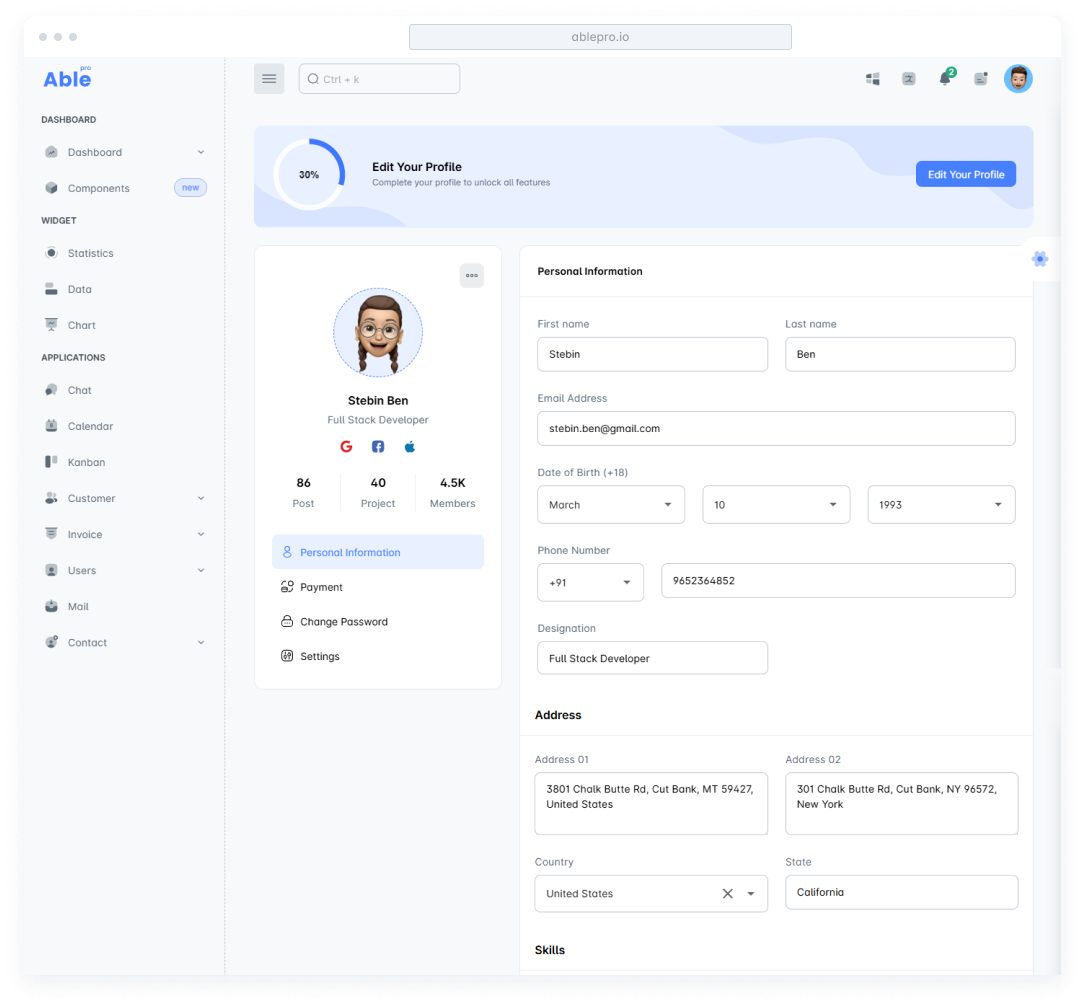 ablepro.io
Able pro
Ctrl + k
2
DASHBOARD
Dashboard
Components new
WIDGET
Statistics
Data
Chart
APPLICATIONS
Chat
Calendar
Kanban
Customer
Invoice
Users
Mail
Contact
30%
Edit Your Profile
Complete your profile to unlock all features
Edit Your Profile
Stebin Ben
Full Stack Developer
86 40 4.5K
Post Project Members
Personal Information
Payment
Change Password
Settings
Personal Information
First name Last name
Stebin Ben
Email Address
stebin.ben@gmail.com
Date of Birth (+18)
March 10 1993
Phone Number
+91 9652364852
Designation
Full Stack Developer
Address
Address 01 Address 02
3801 Chalk Butte Rd, Cut Bank, MT 59427, 301 Chalk Butte Rd, Cut Bank, NY 96572,
United States New York
Country State
United States California
Skills